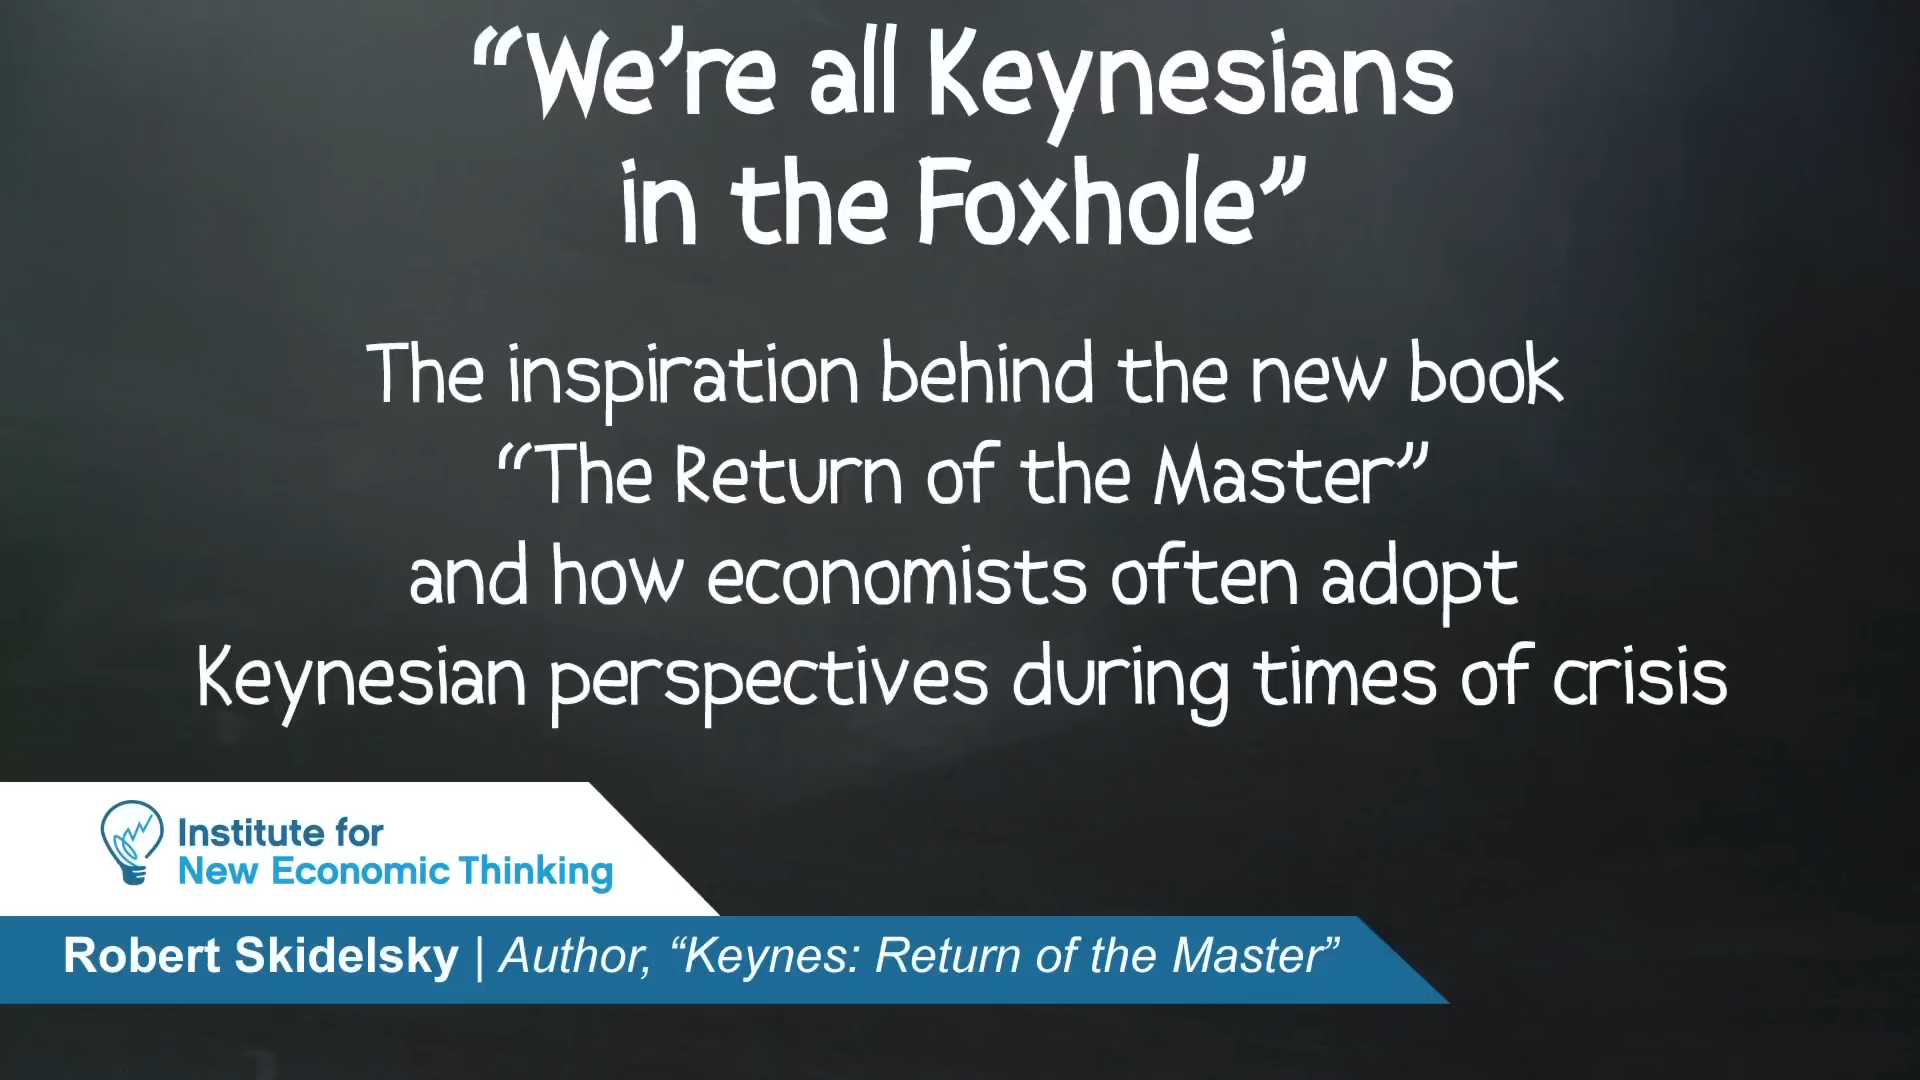 “We’re all Keynesians
in the Foxhole”
The inspiration behind the new book
“The Return of the Master”
and how economists often adopt
Keynesian perspectives during times of crisis
Institute for
New Economic Thinking
Robert Skidelsky | Author, “Keynes: Return of the Master”